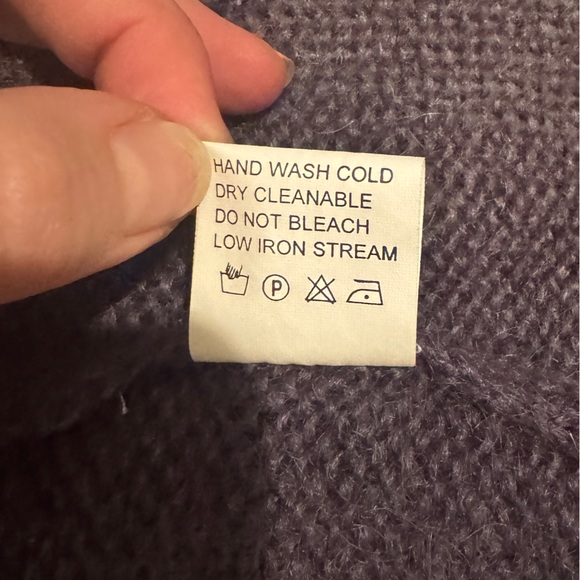 HAND WASH COLD
DRY CLEANABLE
DO NOT BLEACH
LOW IRON STREAM
P